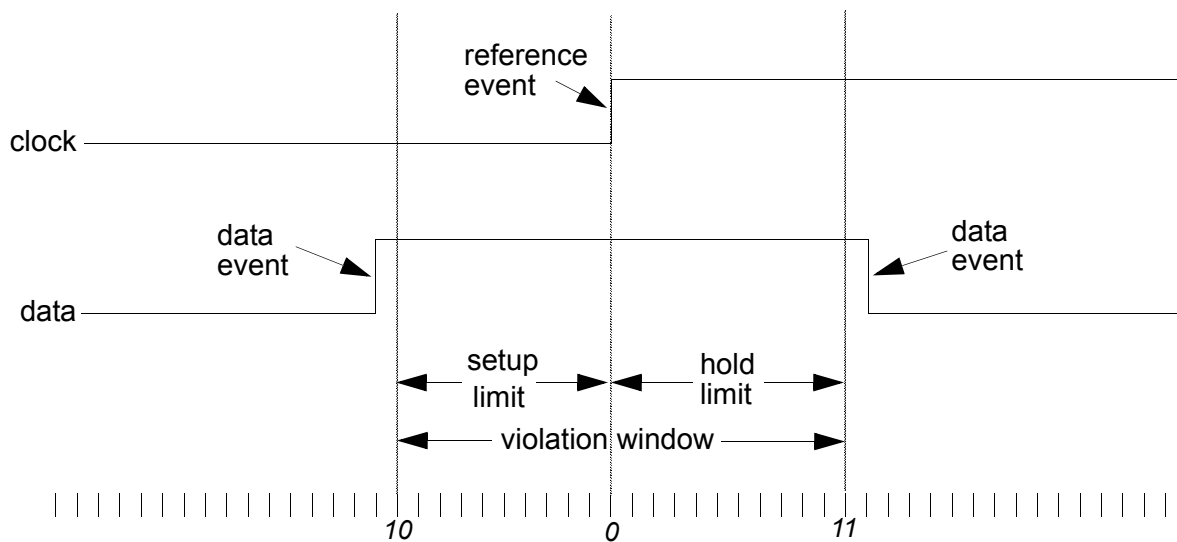 reference
event
clock
data
event
data
event
data
setup
limit
hold
limit
violation window
10
0
11